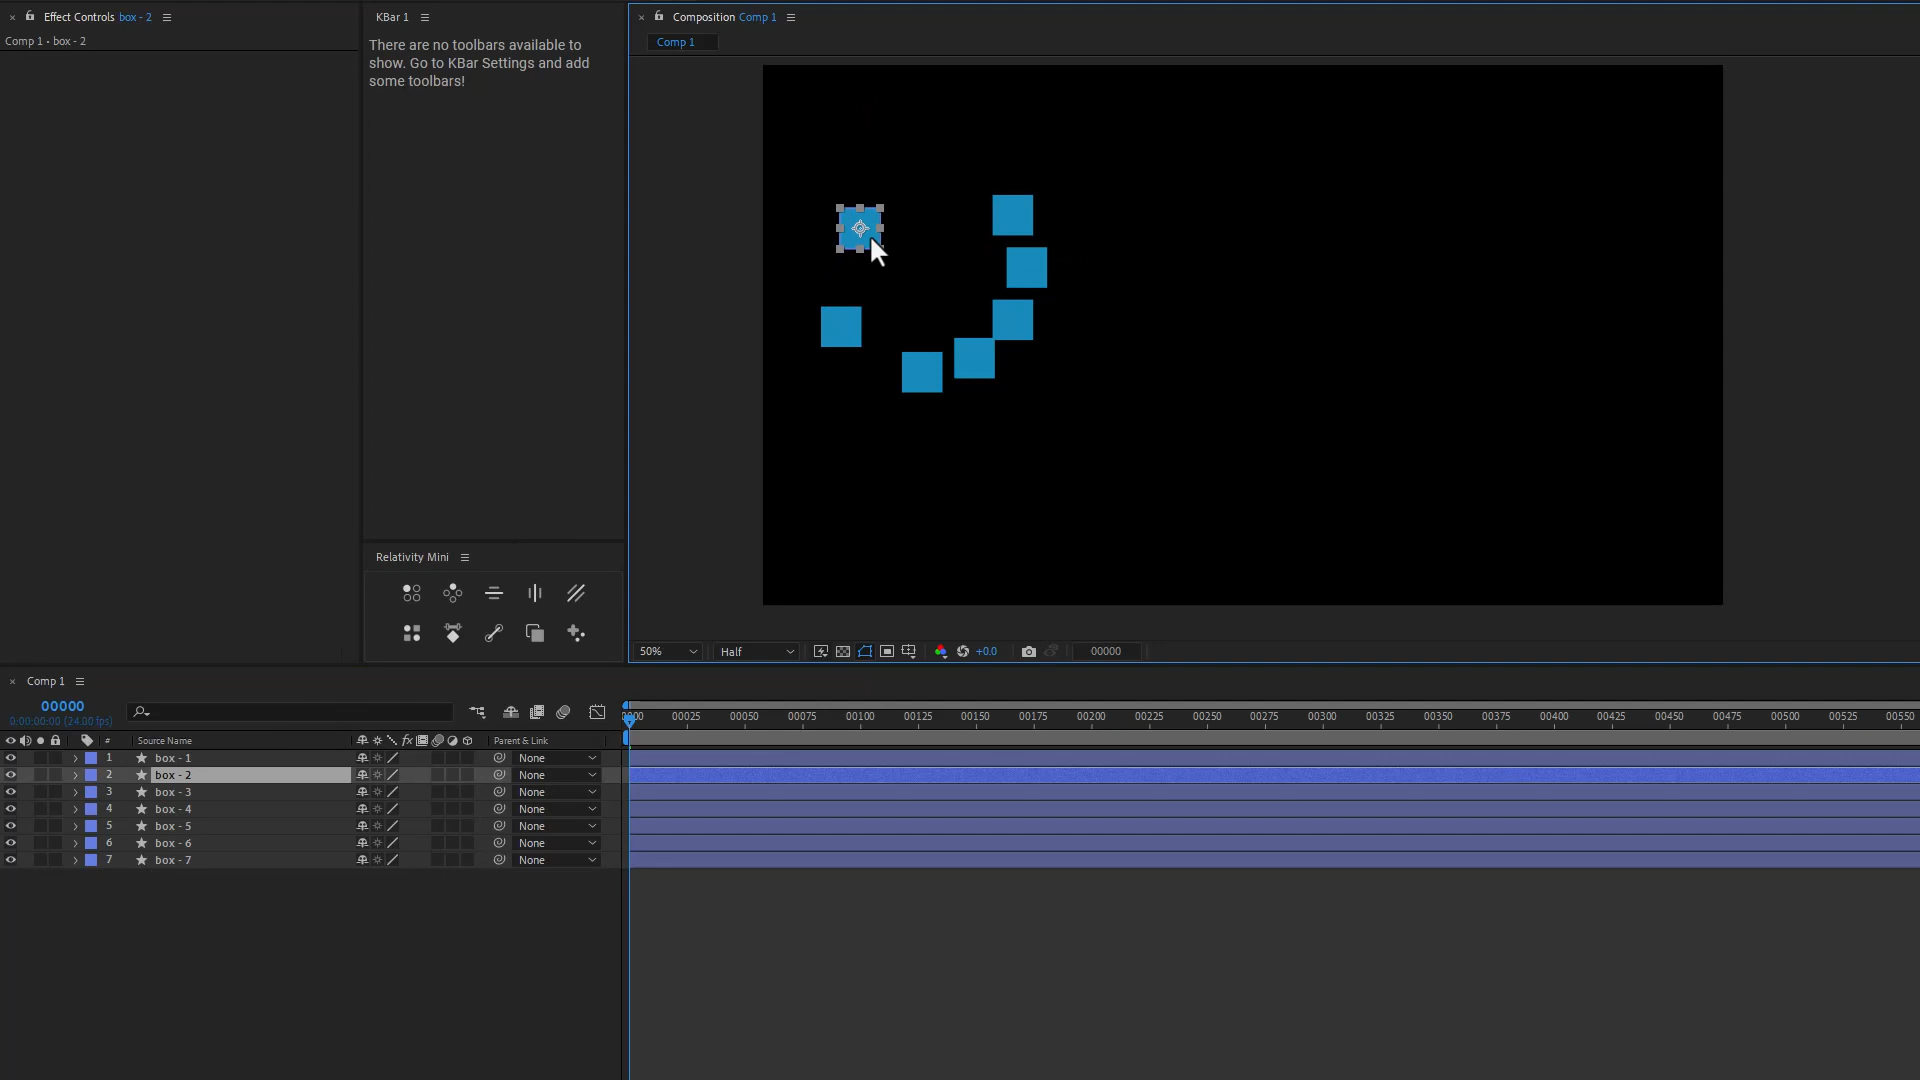 Effect Controls box - 2
Comp 1 • box - 2
KBar 1
There are no toolbars available to
show. Go to KBar Settings and add
some toolbars!
Relativity Mini
Composition Comp 1
Comp 1
50% Half +0.0 00000
Comp 1
00000
0:00:00:00 (24.00 fps)
0000 00025 00050 00075 00100 00125 00150 00175 00200 00225 00250 00275 00300 00325 00350 00375 00400 00425 00450 00475 00500 00525 00550
# Source Name fx Parent & Link
1 box - 1 None
2 box - 2 None
3 box - 3 None
4 box - 4 None
5 box - 5 None
6 box - 6 None
7 box - 7 None